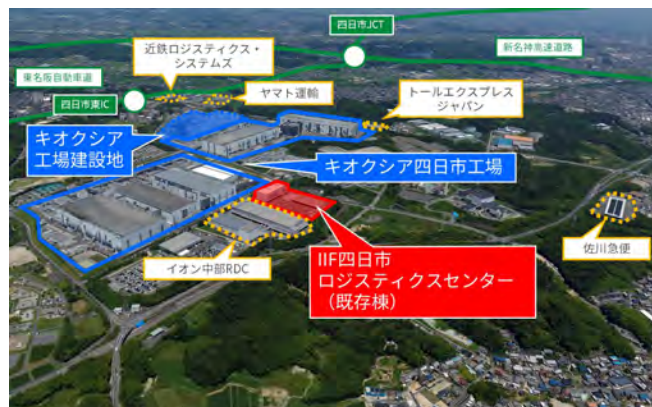 四日市JCT
近鉄ロジスティクス・
システムズ
新名神高速道路
東名阪自動車道
ヤマト運輸
トールエクスプレス
ジャパン
四日市東IC
キオクシア
工場建設地
キオクシア四日市工場
佐川急便
イオン中部RDC
IIF四日市
ロジスティクスセンター
（既存棟）